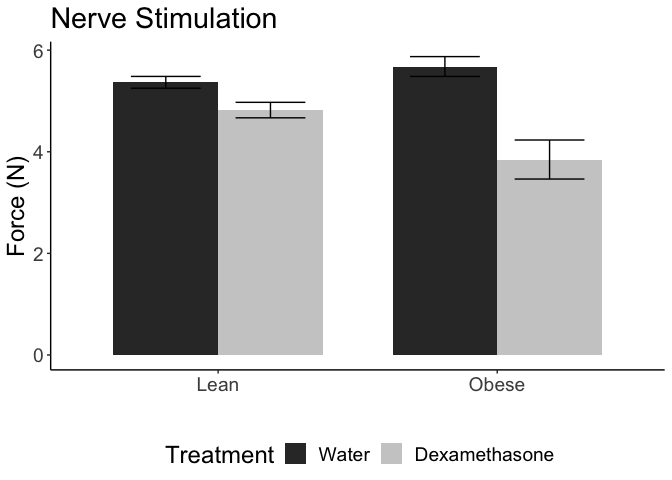 Nerve Stimulation
Force (N)
6
4
2
0
Lean Obese
Treatment Water Dexamethasone